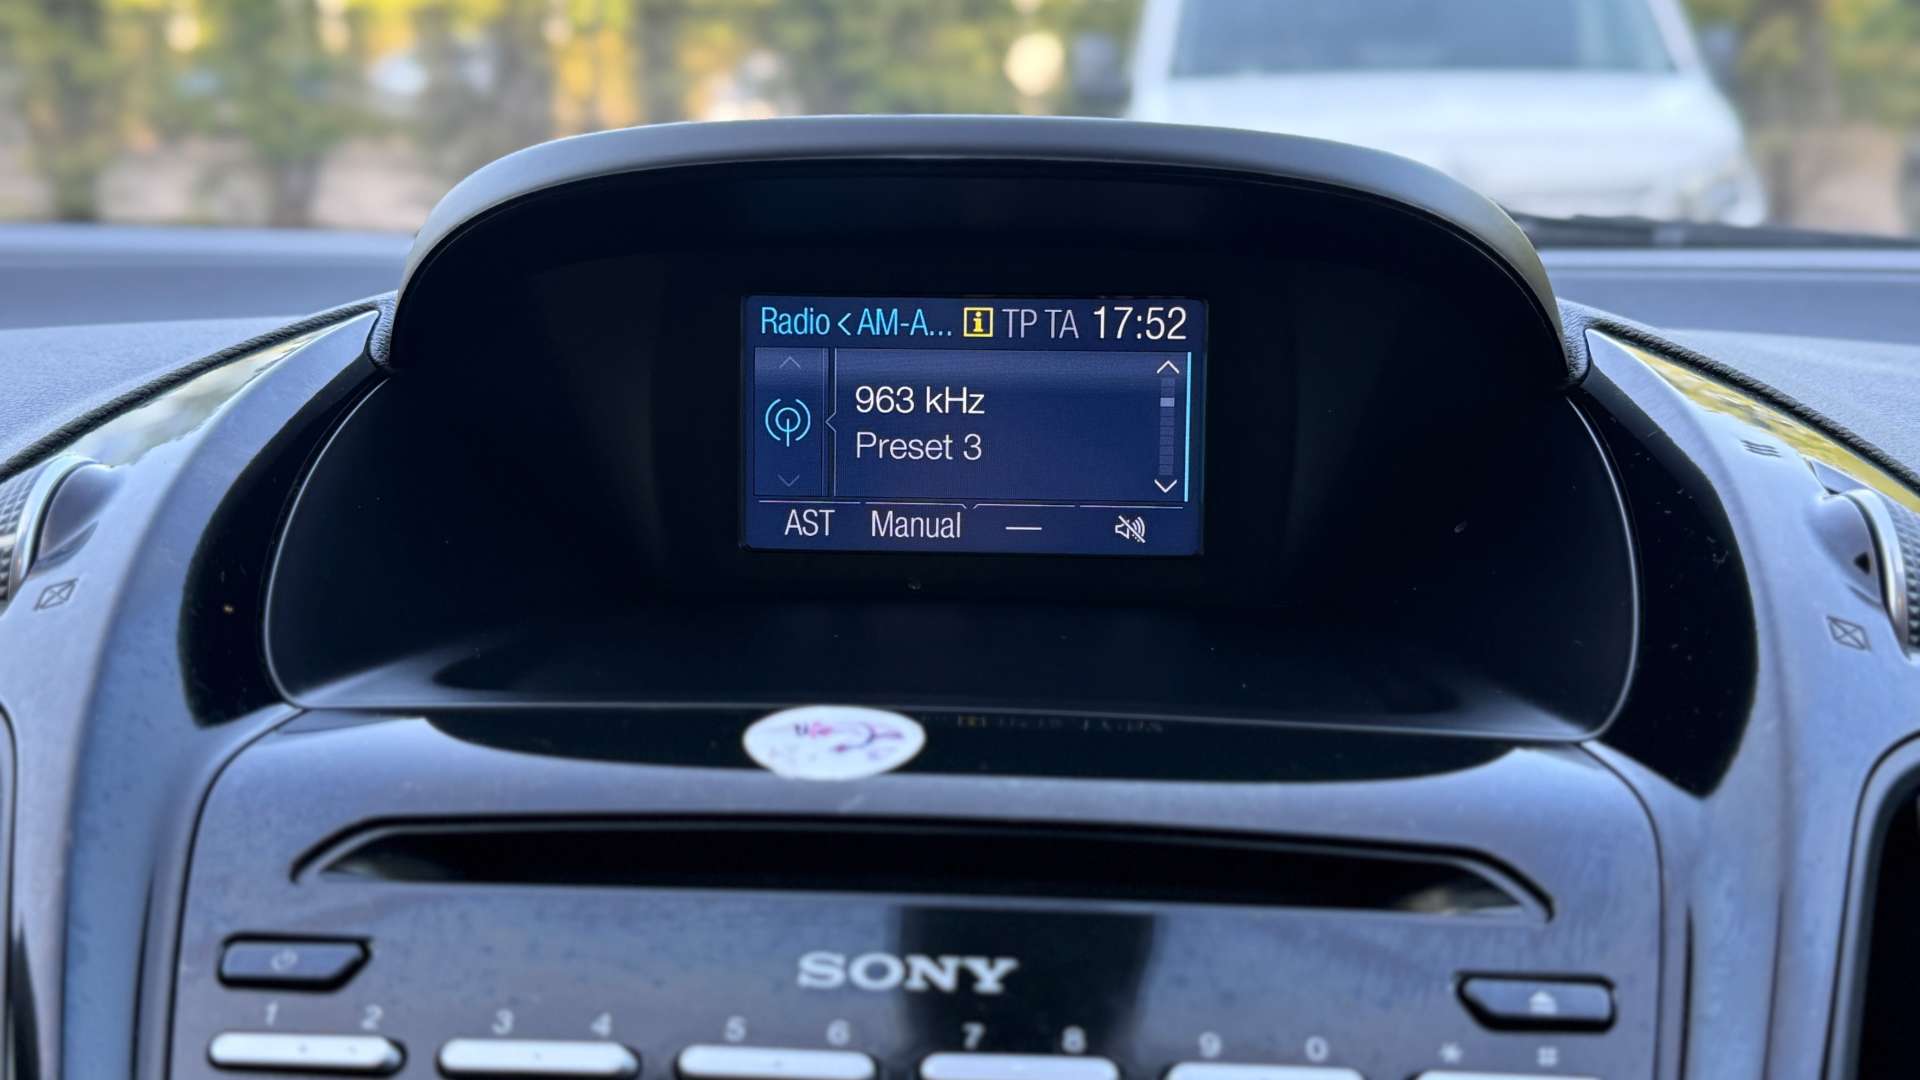 Radio < AM-A... i TP TA 17:52
963 kHz
Preset 3
AST Manual —
SONY
1 2 3 4 5 6 7 8 9 0 * #